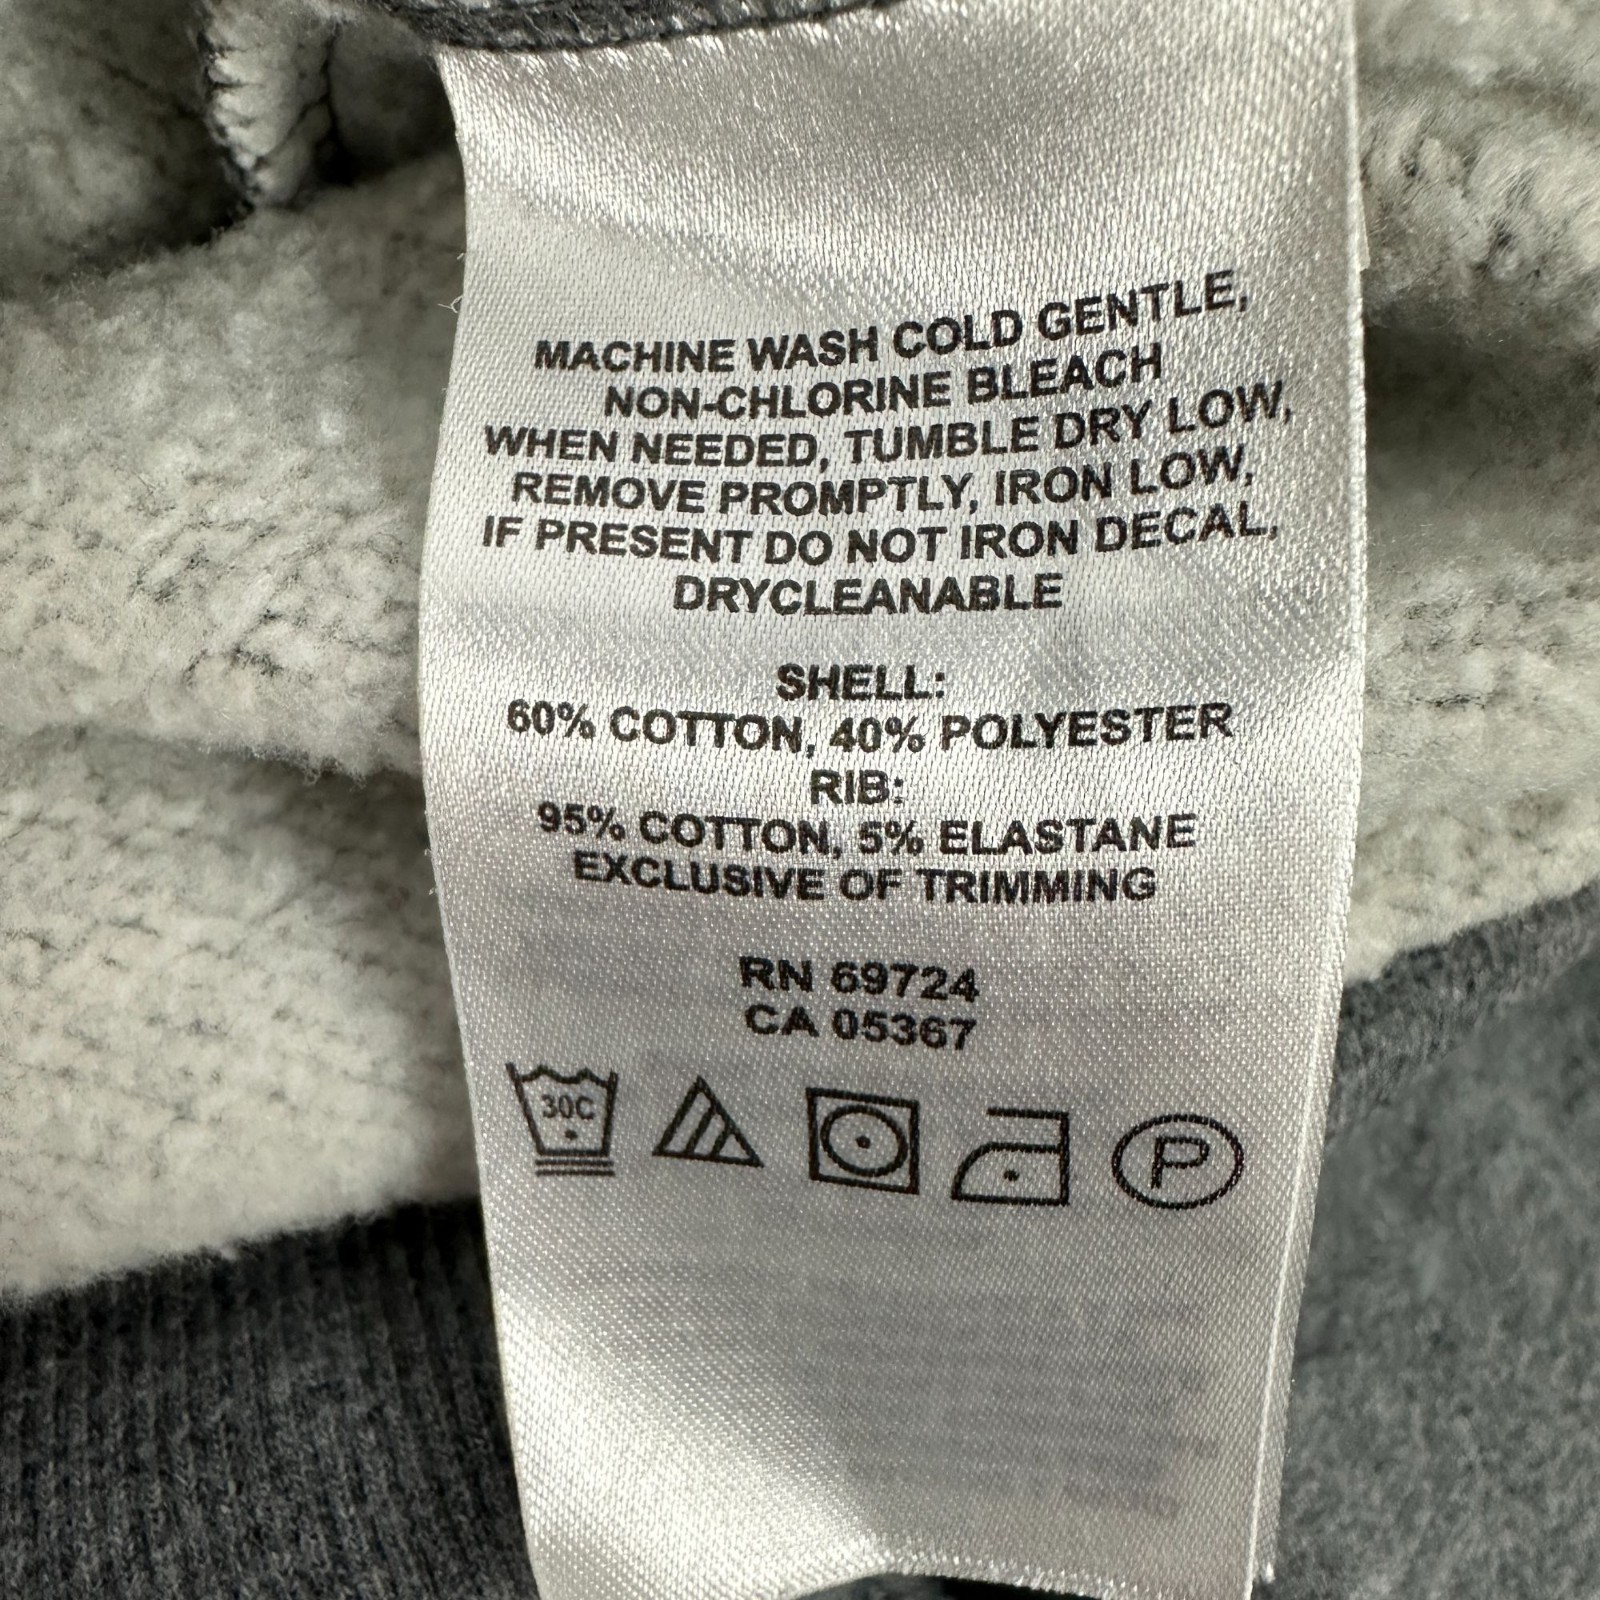 MACHINE WASH COLD GENTLE,
NON-CHLORINE BLEACH
WHEN NEEDED, TUMBLE DRY LOW,
REMOVE PROMPTLY, IRON LOW,
IF PRESENT DO NOT IRON DECAL,
DRYCLEANABLE
SHELL:
60% COTTON, 40% POLYESTER
RIB:
95% COTTON, 5% ELASTANE
EXCLUSIVE OF TRIMMING
RN 69724
CA 05367
30C P